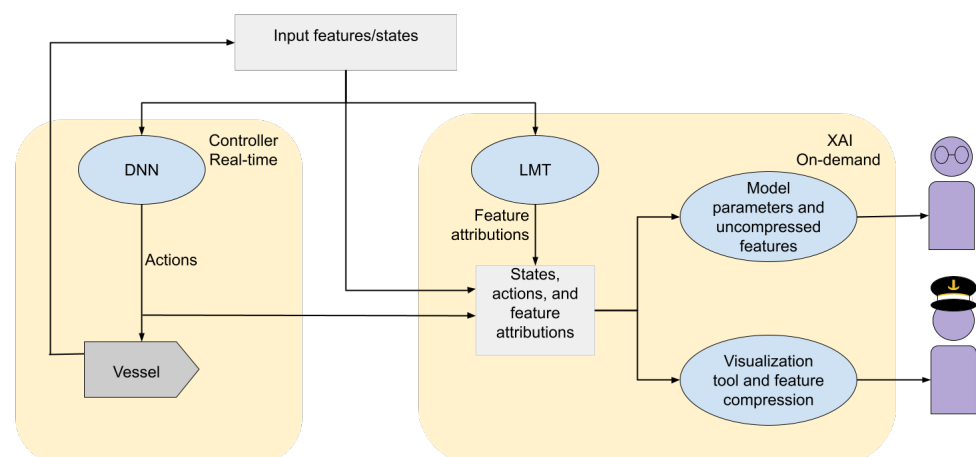 Input features/states
Controller
Real-time
DNN
Actions
Vessel
XAI
On-demand
LMT
Feature
attributions
States,
actions, and
feature
attributions
Model
parameters and
uncompressed
features
Visualization
tool and feature
compression